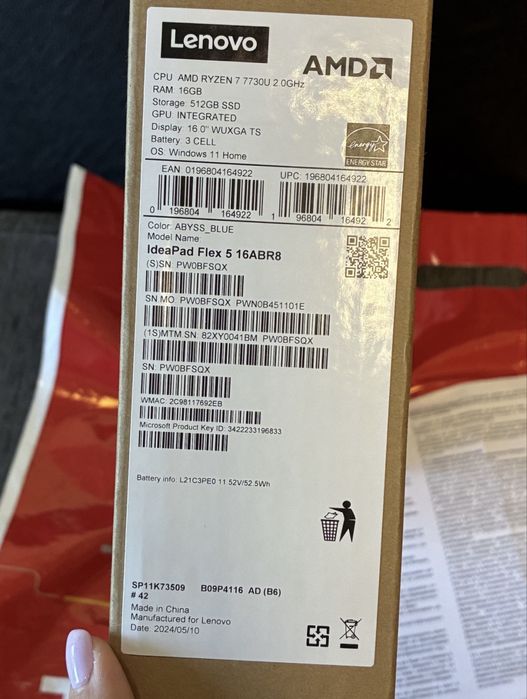 Lenovo
AMD
CPU: AMD RYZEN 7 7730U 2.0GHz
RAM: 16GB
Storage: 512GB SSD
GPU: INTEGRATED
Display: 16.0" WUXGA TS
Battery: 3 CELL
OS: Windows 11 Home
energy
ENERGY STAR
EAN: 0196804164922
UPC: 196804164922
0 196804 164922
1 96804 16492 2
Color: ABYSS_BLUE
Model Name:
IdeaPad Flex 5 16ABR8
(S)SN: PW0BFSQX
SN.MO: PW0BFSQX PWN0B451101E
(1S)MTM.SN: 82XY0041BM PW0BFSQX
SN: PW0BFSQX
WMAC: 2C98117692EB
Microsoft Product Key ID: 3422233196833
Battery info: L21C3PE0 11.52V/52.5Wh
SP11K73509 B09P4116 AD (B6)
# 42
Made in China
Manufactured for Lenovo
Date: 2024/05/10